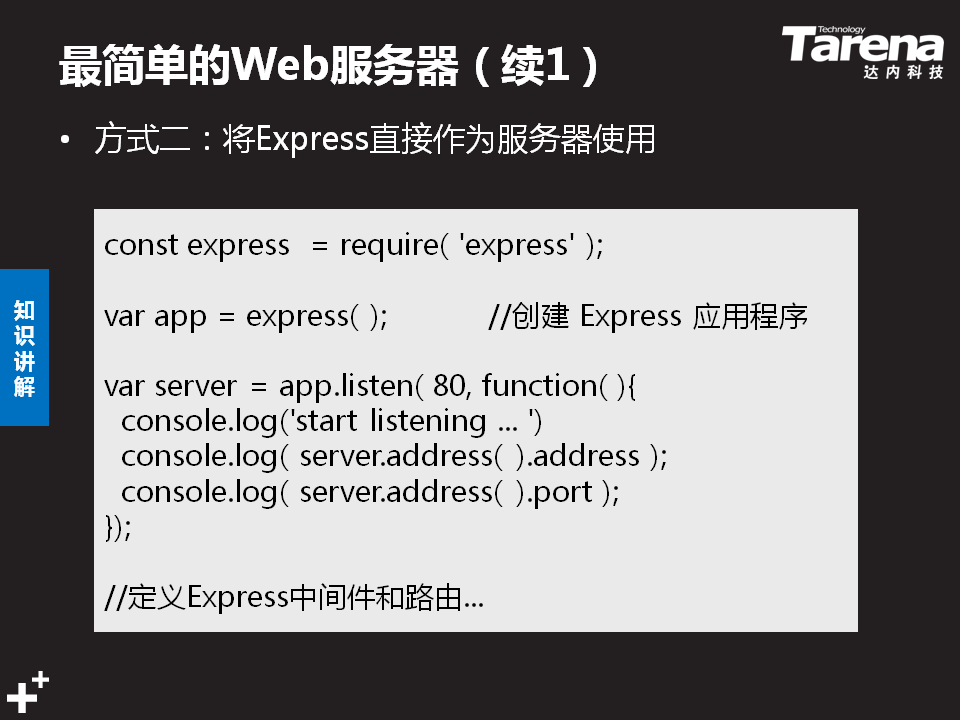 最简单的Web服务器（续1）
Technology
Tarena
达内科技
• 方式二：将Express直接作为服务器使用
知识讲解
const express  = require( 'express' );
var app = express( );            //创建 Express 应用程序
var server = app.listen( 80, function( ){
  console.log('start listening ... ')
  console.log( server.address( ).address );
  console.log( server.address( ).port );
});
//定义Express中间件和路由...